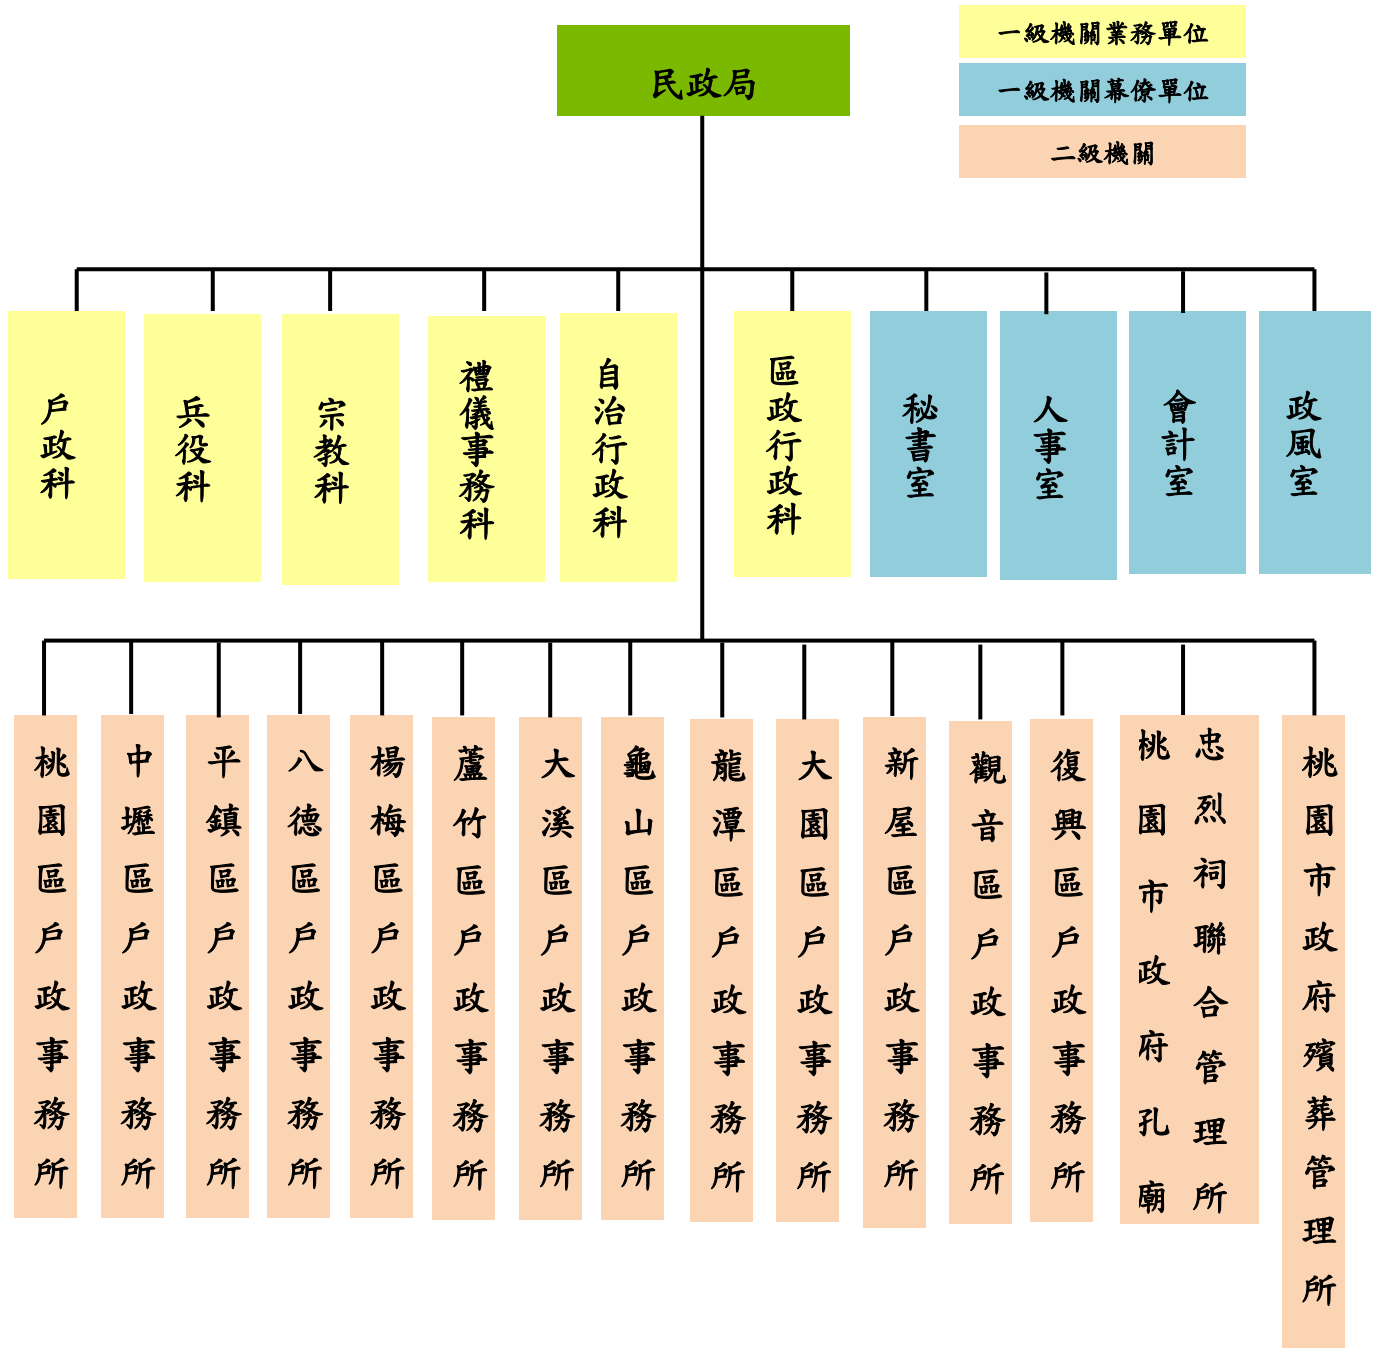 民政局
一級機關業務單位
一級機關幕僚單位
二級機關
戶政科
兵役科
宗教科
禮儀事務科
自治行政科
區政行政科
秘書室
人事室
會計室
政風室
桃園區戶政事務所
中壢區戶政事務所
平鎮區戶政事務所
八德區戶政事務所
楊梅區戶政事務所
蘆竹區戶政事務所
大溪區戶政事務所
龜山區戶政事務所
龍潭區戶政事務所
大園區戶政事務所
新屋區戶政事務所
觀音區戶政事務所
復興區戶政事務所
桃園市政府孔廟
忠烈祠聯合管理所
桃園市政府殯葬管理所